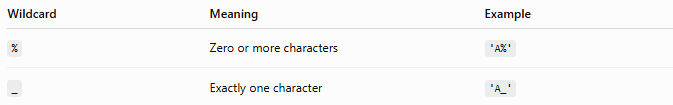 Wildcard Meaning Example
% Zero or more characters 'A%'
_ Exactly one character 'A_'